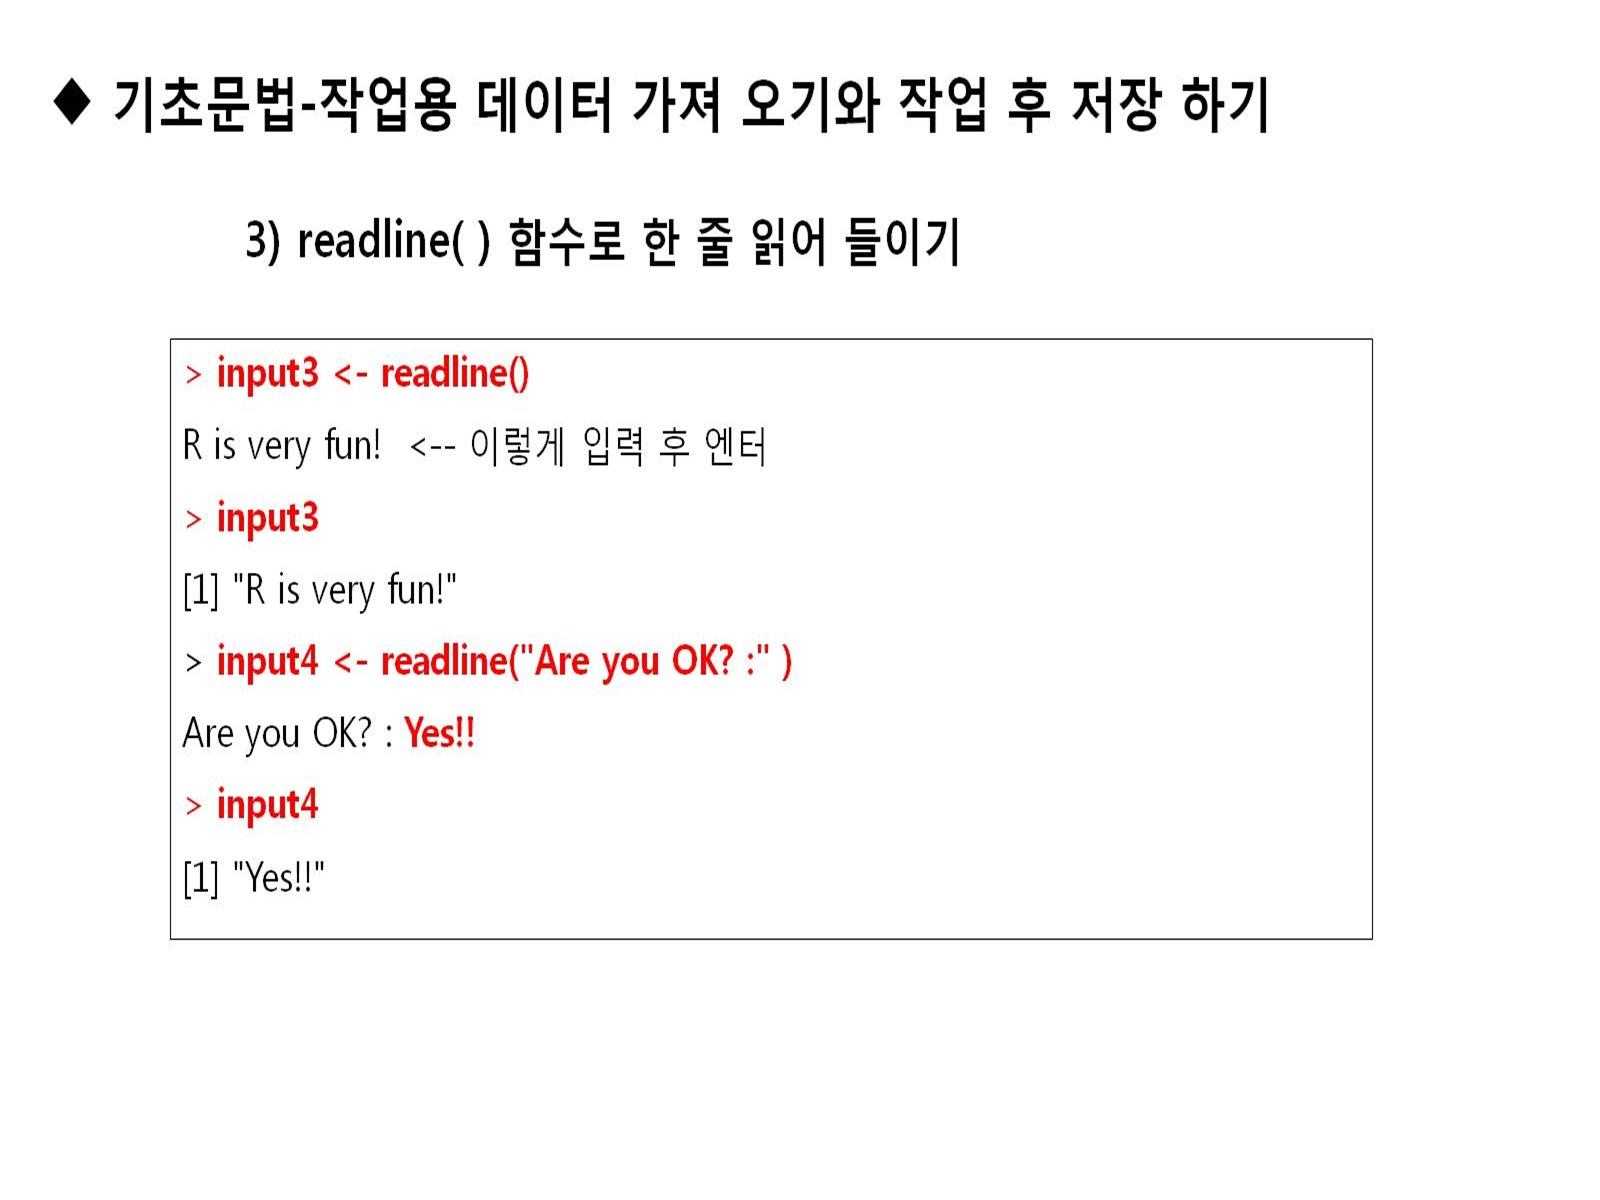 ◆ 기초문법-작업용 데이터 가져 오기와 작업 후 저장 하기
3) readline( ) 함수로 한 줄 읽어 들이기
> input3 <- readline()
R is very fun!  <-- 이렇게 입력 후 엔터
> input3
[1] "R is very fun!"
> input4 <- readline("Are you OK? :" )
Are you OK? : Yes!!
> input4
[1] "Yes!!"